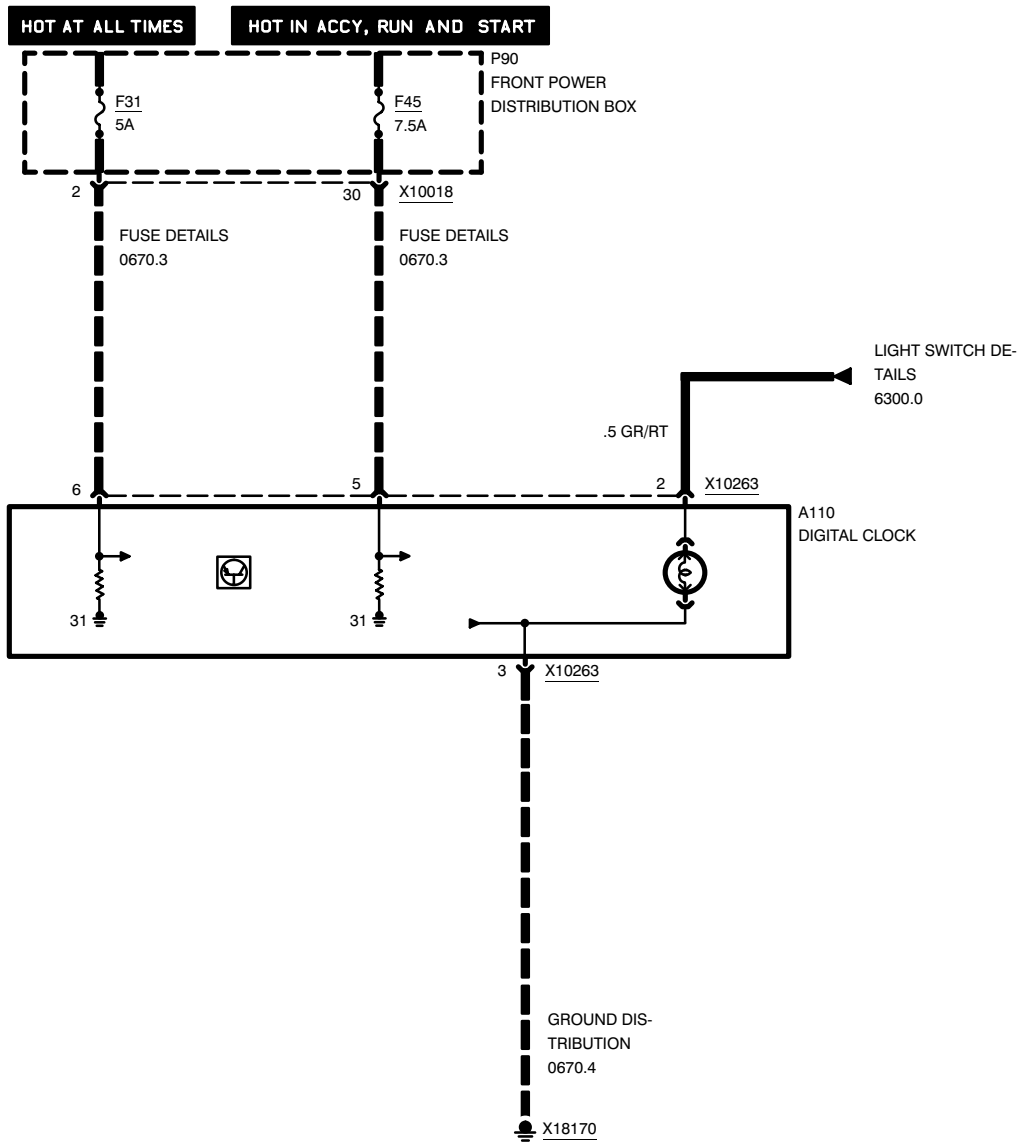 HOT AT ALL TIMES
HOT IN ACCY, RUN AND START
P90
FRONT POWER
DISTRIBUTION BOX
F31
5A
F45
7.5A
2
30
X10018
FUSE DETAILS
0670.3
FUSE DETAILS
0670.3
LIGHT SWITCH DE-
TAILS
6300.0
.5 GR/RT
6
5
2
X10263
A110
DIGITAL CLOCK
31
31
3
X10263
GROUND DIS-
TRIBUTION
0670.4
X18170